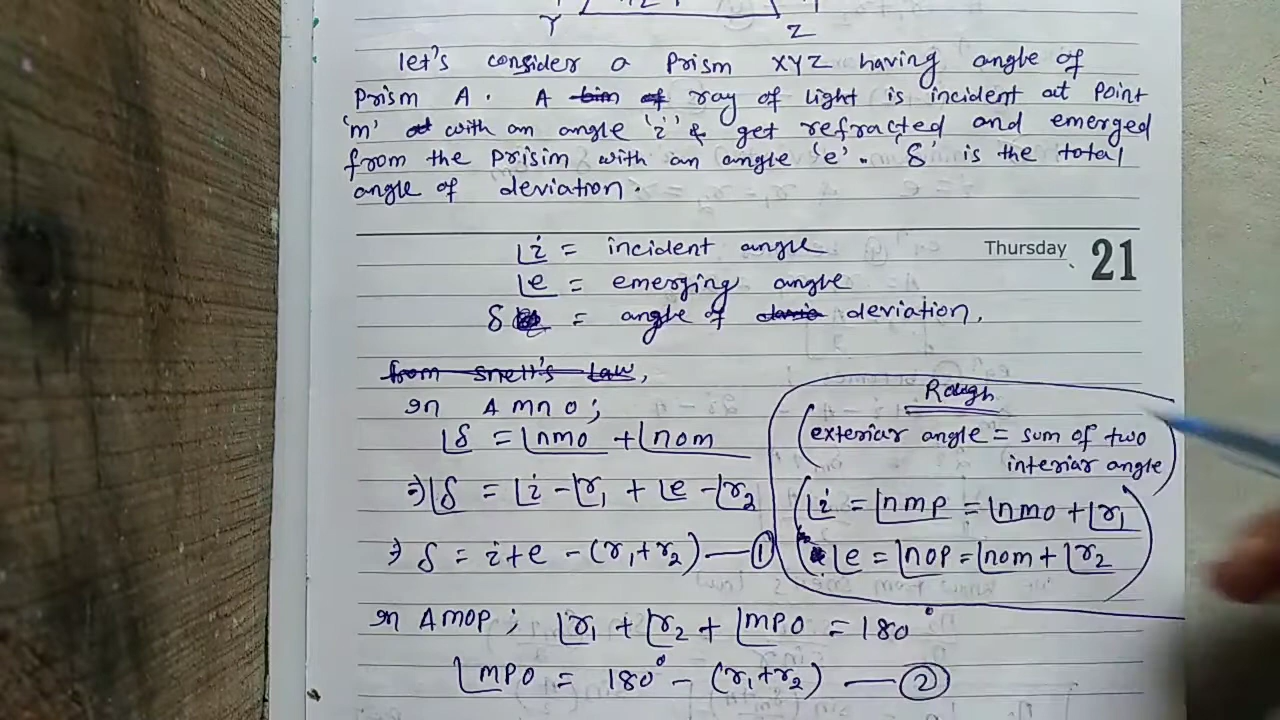 Y Z
let's consider a Prism XYZ having angle of
Prism A. A ray of light is incident at Point
'm' with an angle 'i' & get refracted and emerged
from the prisim with an angle 'e'. 'δ' is the total
angle of deviation.
Thursday 21
∠i = incident angle
∠e = emerging angle
δ = angle of deviation,
from snell's law,
In Δ mno;
∠δ = ∠nmo + ∠nom
⇒ ∠δ = ∠i - ∠r₁ + ∠e - ∠r₂
⇒ δ = i+e - (r₁+r₂) — ①
Rough
(exteriar angle = sum of two
interiar angle)
(∠i = ∠nmp = ∠nmo + ∠r₁
∠e = ∠nop = ∠nom + ∠r₂)
In Δ MOP; ∠r₁ + ∠r₂ + ∠MPO = 180°
∠MPO = 180° - (r₁+r₂) — ②